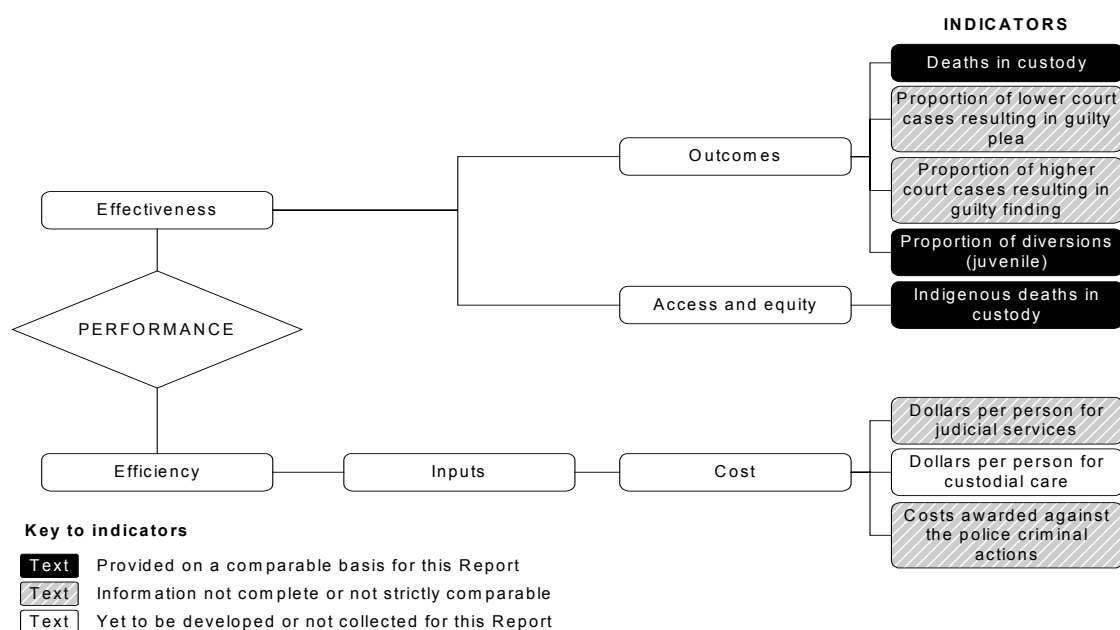 INDICATORS
Deaths in custody
Proportion of lower court
cases resulting in guilty
plea
Outcomes
Proportion of higher
court cases resulting in
guilty finding
Effectiveness
Proportion of diversions
(juvenile)
Access and equity
Indigenous deaths in
custody
PERFORMANCE
Dollars per person for
judicial services
Efficiency
Inputs
Cost
Dollars per person for
custodial care
Costs awarded against
the police criminal
actions
Key to indicators
Text Provided on a comparable basis for this Report
Text Information not complete or not strictly comparable
Text Yet to be developed or not collected for this Report